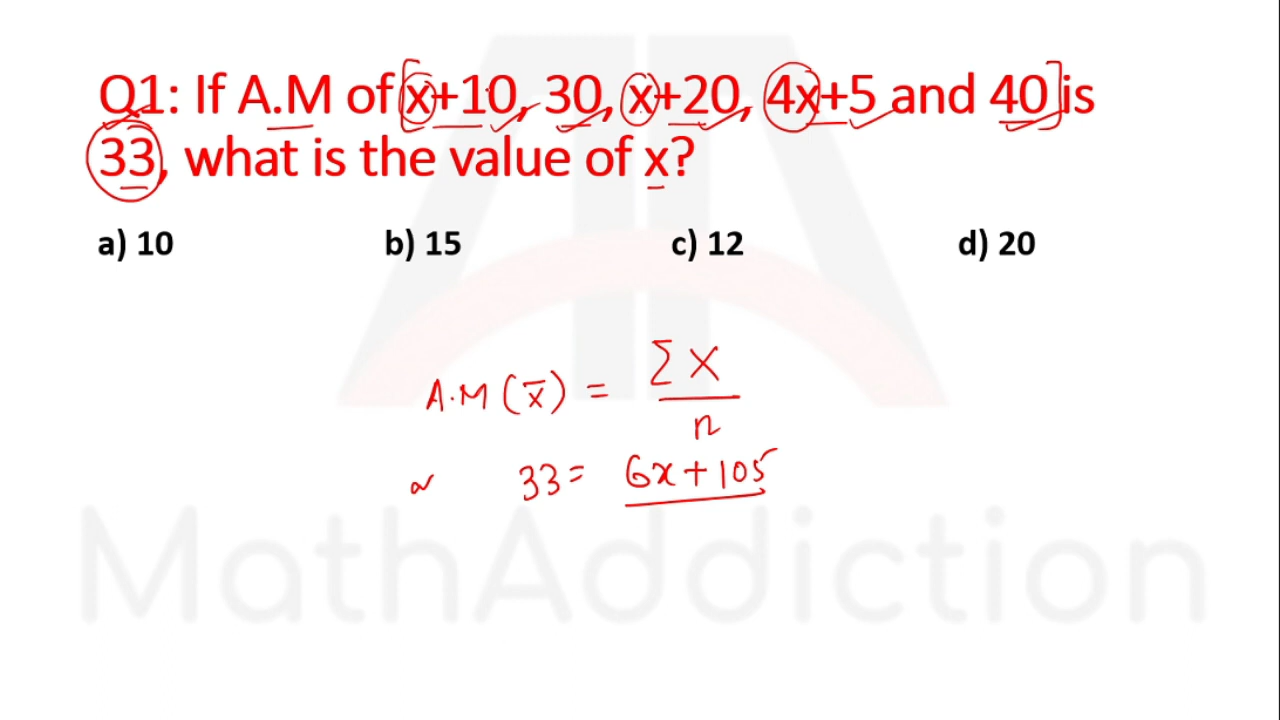 Q1: If A.M of x+10, 30, x+20, 4x+5 and 40 is
33, what is the value of x?
a) 10 b) 15 c) 12 d) 20
A.M (x̄) = Σ X
n
or 33 = 6x + 105
MathAddiction